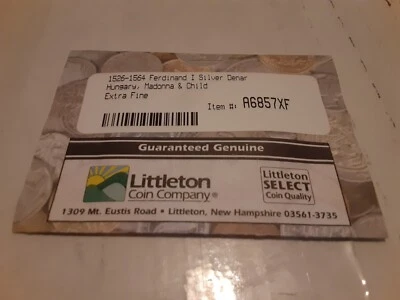 1526-1564 Ferdinand I Silver Denar
Hungary, Madonna & Child
Extra Fine
Item #: A6857XF
Guaranteed Genuine
Littleton
Coin Company®
Littleton
SELECT
Coin Quality
1309 Mt. Eustis Road • Littleton, New Hampshire 03561-3735